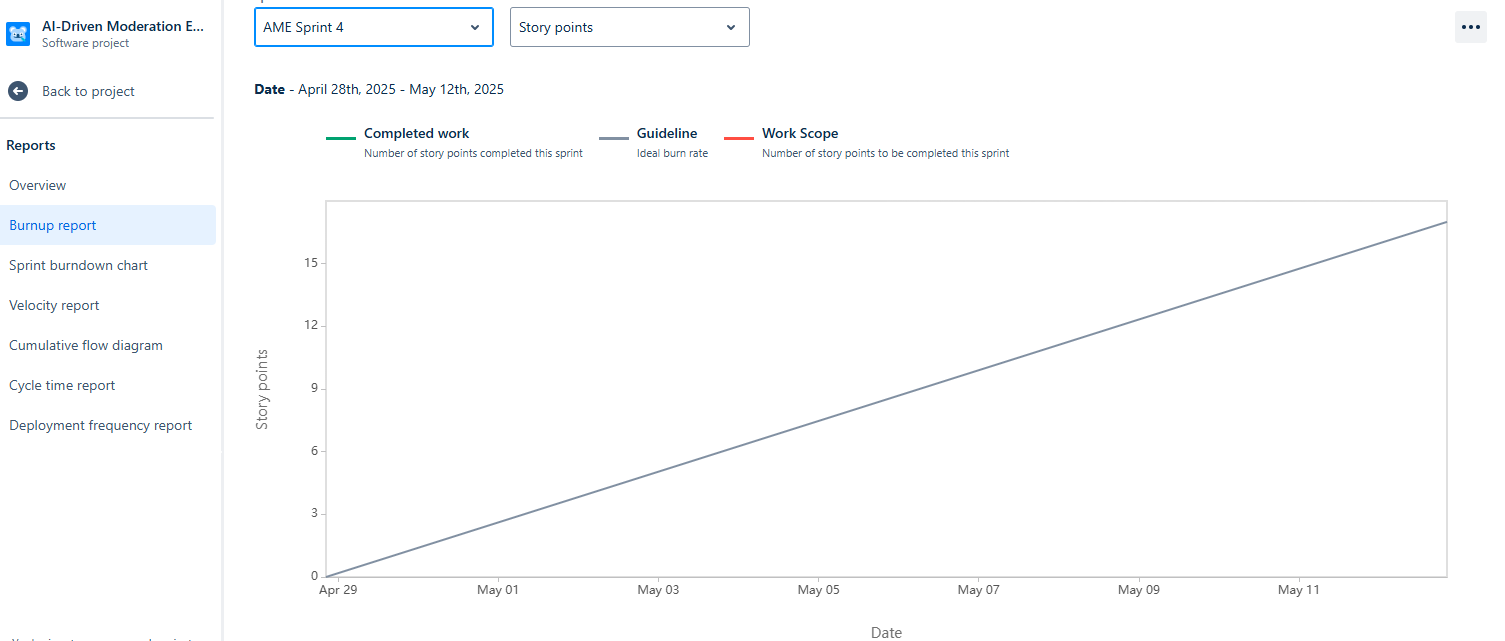 AI-Driven Moderation E...
Software project
Back to project
Reports
Overview
Burnup report
Sprint burndown chart
Velocity report
Cumulative flow diagram
Cycle time report
Deployment frequency report
AME Sprint 4
Story points
Date - April 28th, 2025 - May 12th, 2025
Completed work
Number of story points completed this sprint
Guideline
Ideal burn rate
Work Scope
Number of story points to be completed this sprint
Story points
15
12
9
6
3
0
Apr 29
May 01
May 03
May 05
May 07
May 09
May 11
Date